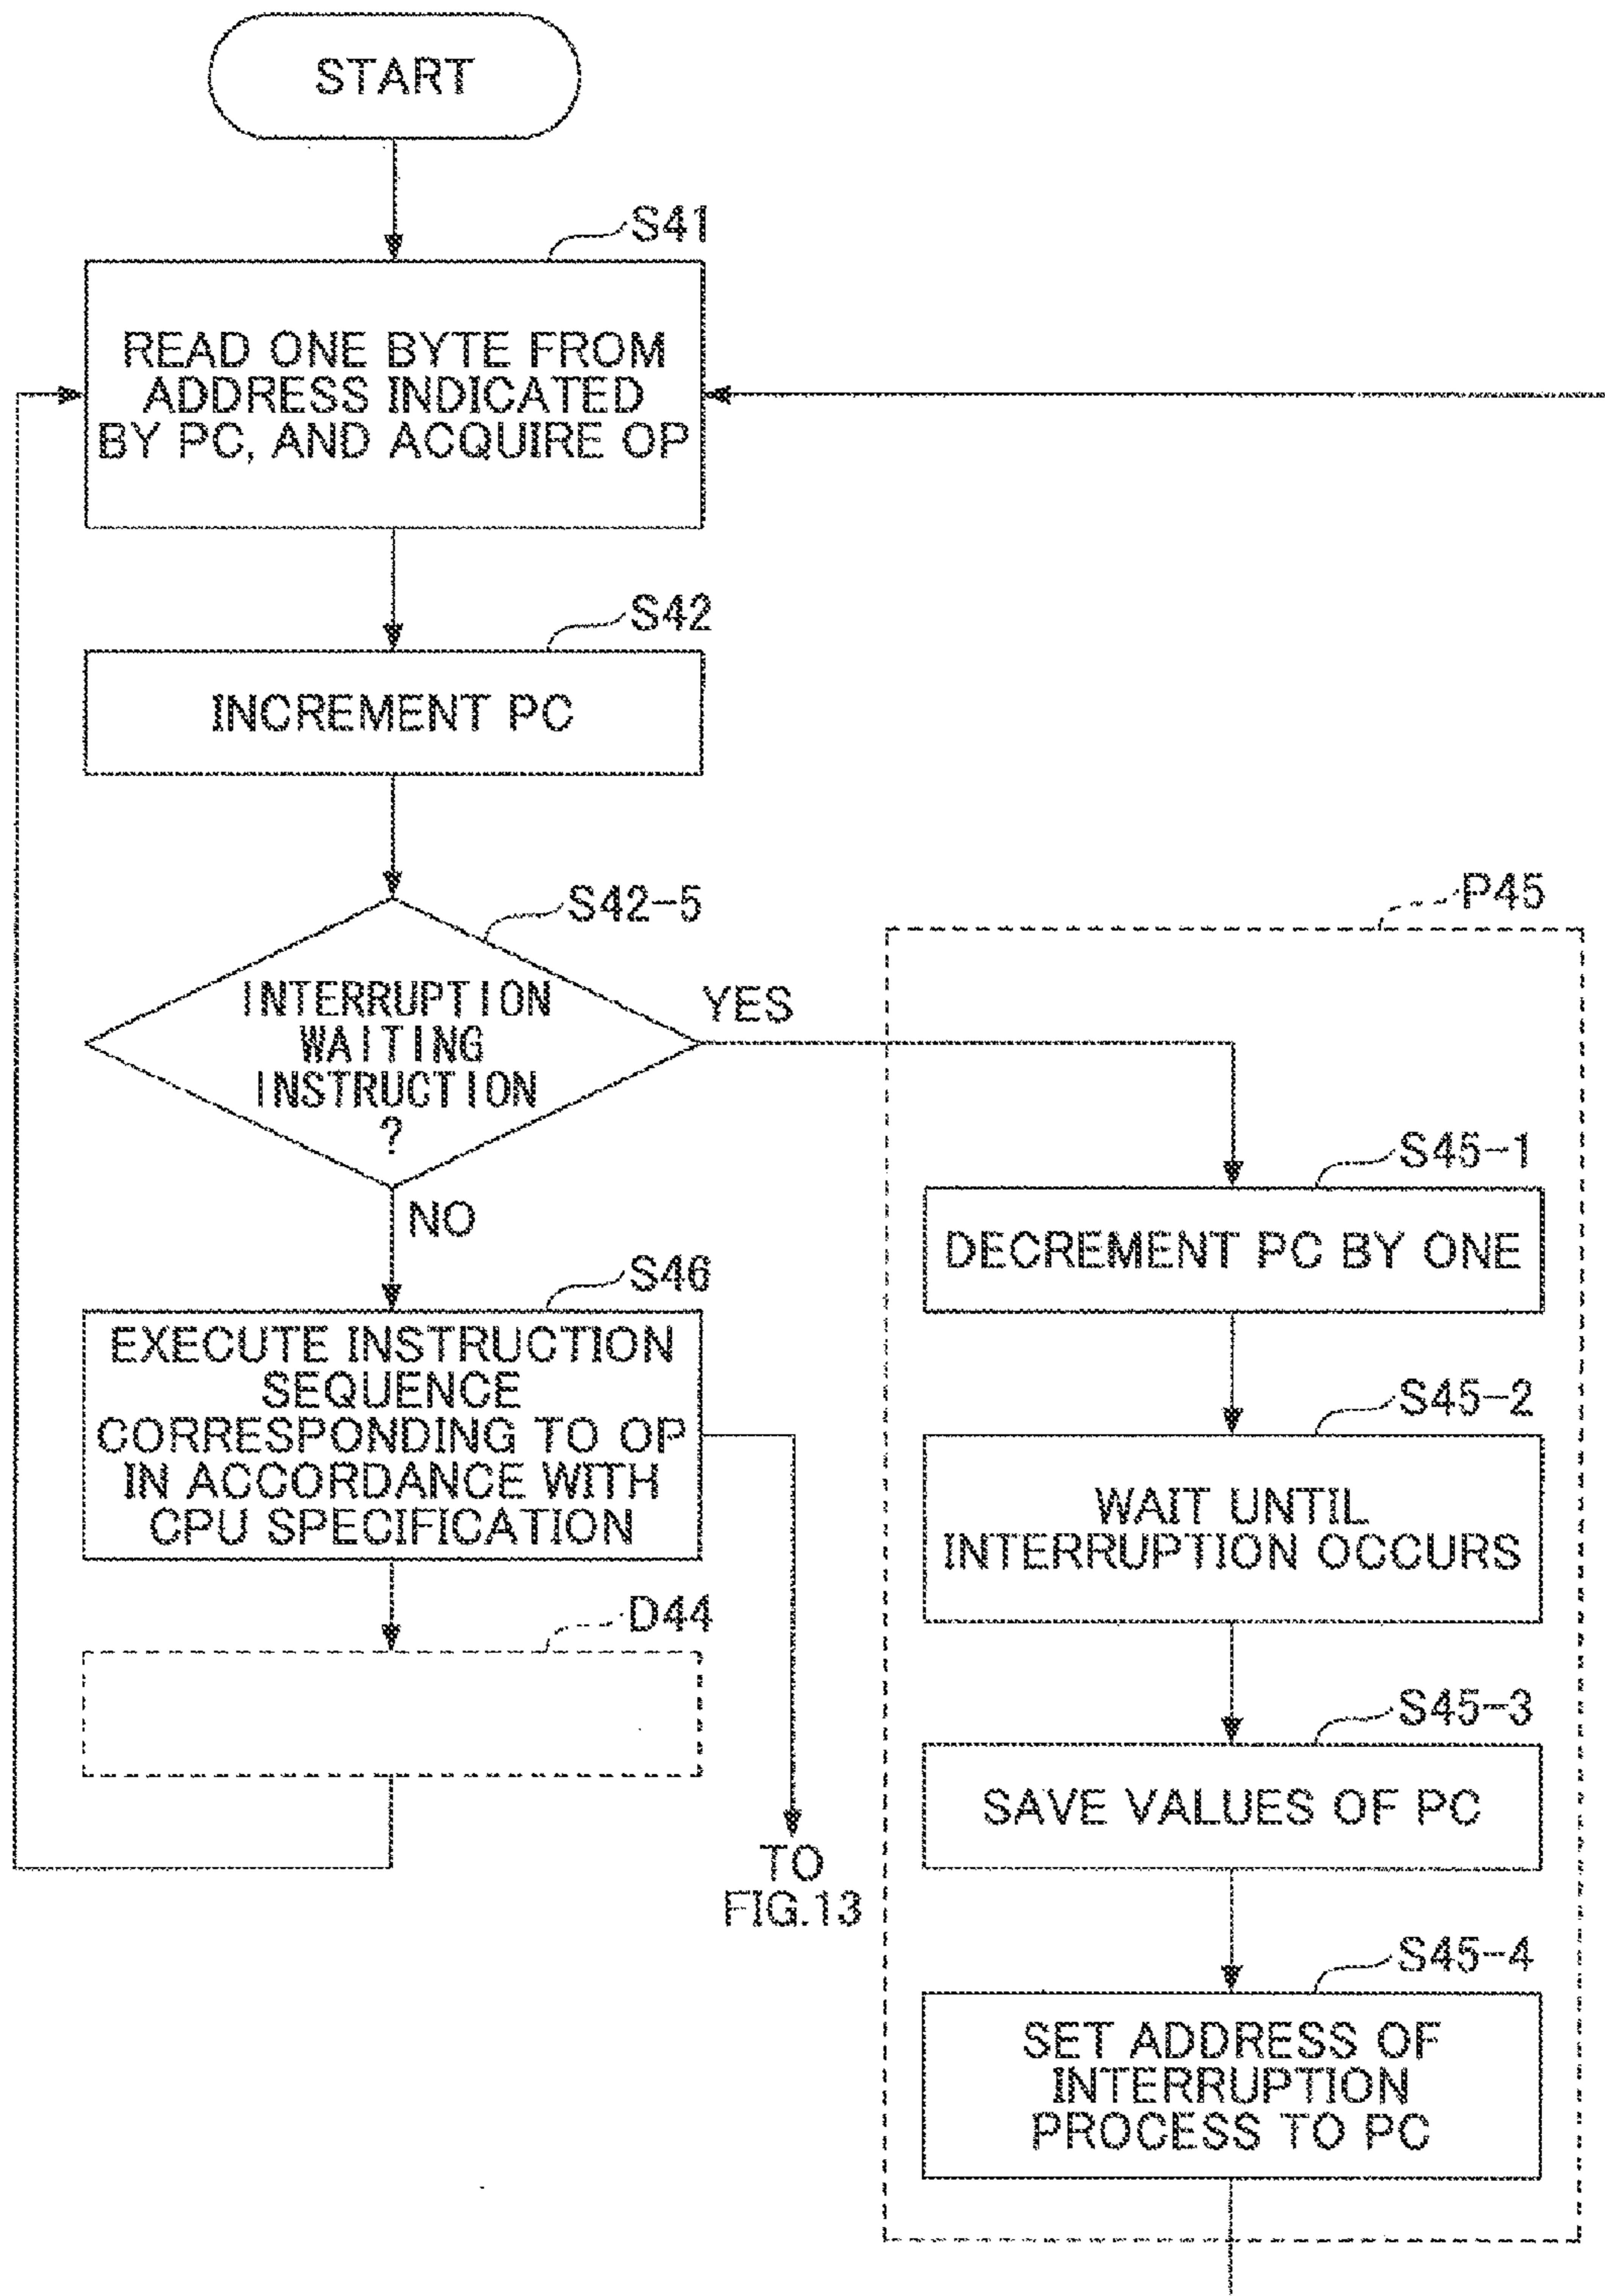 START
S41
READ ONE BYTE FROM
ADDRESS INDICATED
BY PC, AND ACQUIRE OP
S42
INCREMENT PC
S42-5
INTERRUPTION
WAITING
INSTRUCTION
?
YES
NO
S46
EXECUTE INSTRUCTION
SEQUENCE
CORRESPONDING TO OP
IN ACCORDANCE WITH
CPU SPECIFICATION
D44
TO
FIG.13
P45
S45-1
DECREMENT PC BY ONE
S45-2
WAIT UNTIL
INTERRUPTION OCCURS
S45-3
SAVE VALUES OF PC
S45-4
SET ADDRESS OF
INTERRUPTION
PROCESS TO PC